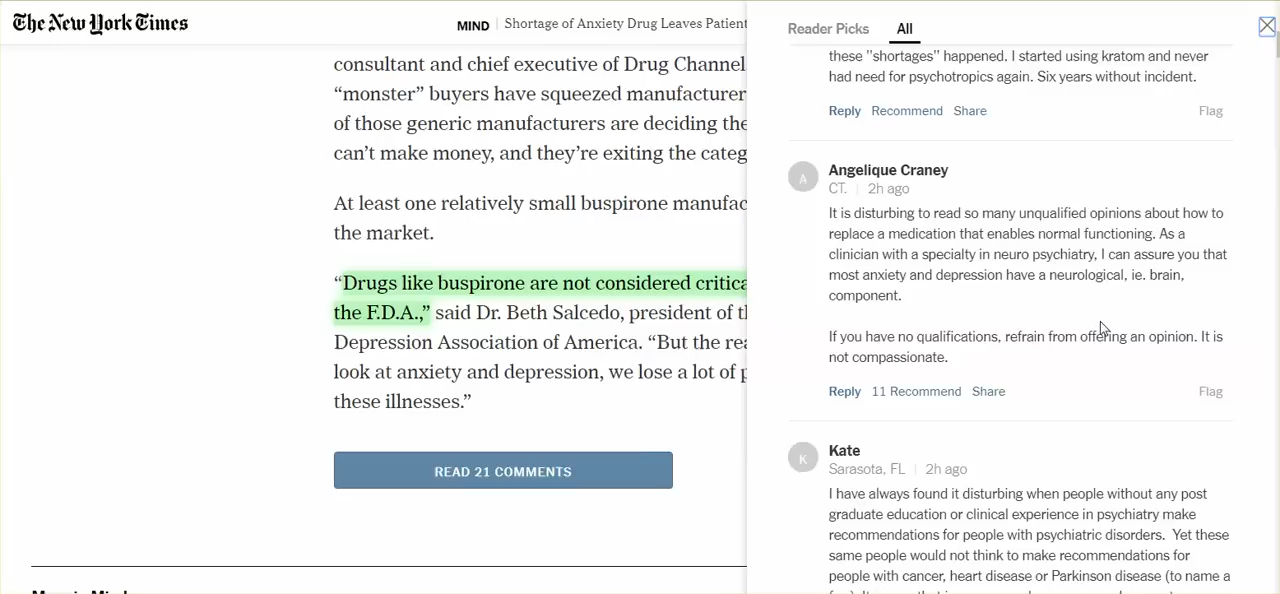 The New York Times
MIND | Shortage of Anxiety Drug Leaves Patient
consultant and chief executive of Drug Channel
“monster” buyers have squeezed manufacturer
of those generic manufacturers are deciding the
can’t make money, and they’re exiting the categ
At least one relatively small buspirone manufac
the market.
“Drugs like buspirone are not considered critica
the F.D.A.,” said Dr. Beth Salcedo, president of th
Depression Association of America. “But the rea
look at anxiety and depression, we lose a lot of p
these illnesses.”
READ 21 COMMENTS
Reader Picks All
these "shortages" happened. I started using kratom and never
had need for psychotropics again. Six years without incident.
Reply Recommend Share Flag
A
Angelique Craney
CT. | 2h ago
It is disturbing to read so many unqualified opinions about how to
replace a medication that enables normal functioning. As a
clinician with a specialty in neuro psychiatry, I can assure you that
most anxiety and depression have a neurological, ie. brain,
component.
If you have no qualifications, refrain from offering an opinion. It is
not compassionate.
Reply 11 Recommend Share Flag
K
Kate
Sarasota, FL | 2h ago
I have always found it disturbing when people without any post
graduate education or clinical experience in psychiatry make
recommendations for people with psychiatric disorders. Yet these
same people would not think to make recommendations for
people with cancer, heart disease or Parkinson disease (to name a